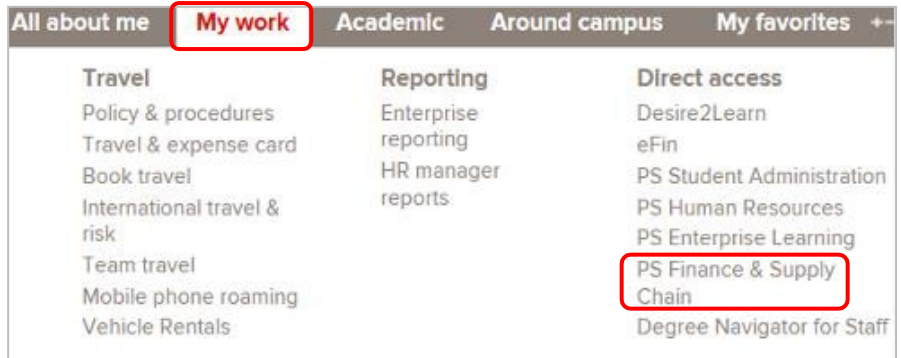 All about me My work Academic Around campus My favorites +-
Travel
Policy & procedures
Travel & expense card
Book travel
International travel &
risk
Team travel
Mobile phone roaming
Vehicle Rentals
Reporting
Enterprise
reporting
HR manager
reports
Direct access
Desire2Learn
eFin
PS Student Administration
PS Human Resources
PS Enterprise Learning
PS Finance & Supply
Chain
Degree Navigator for Staff